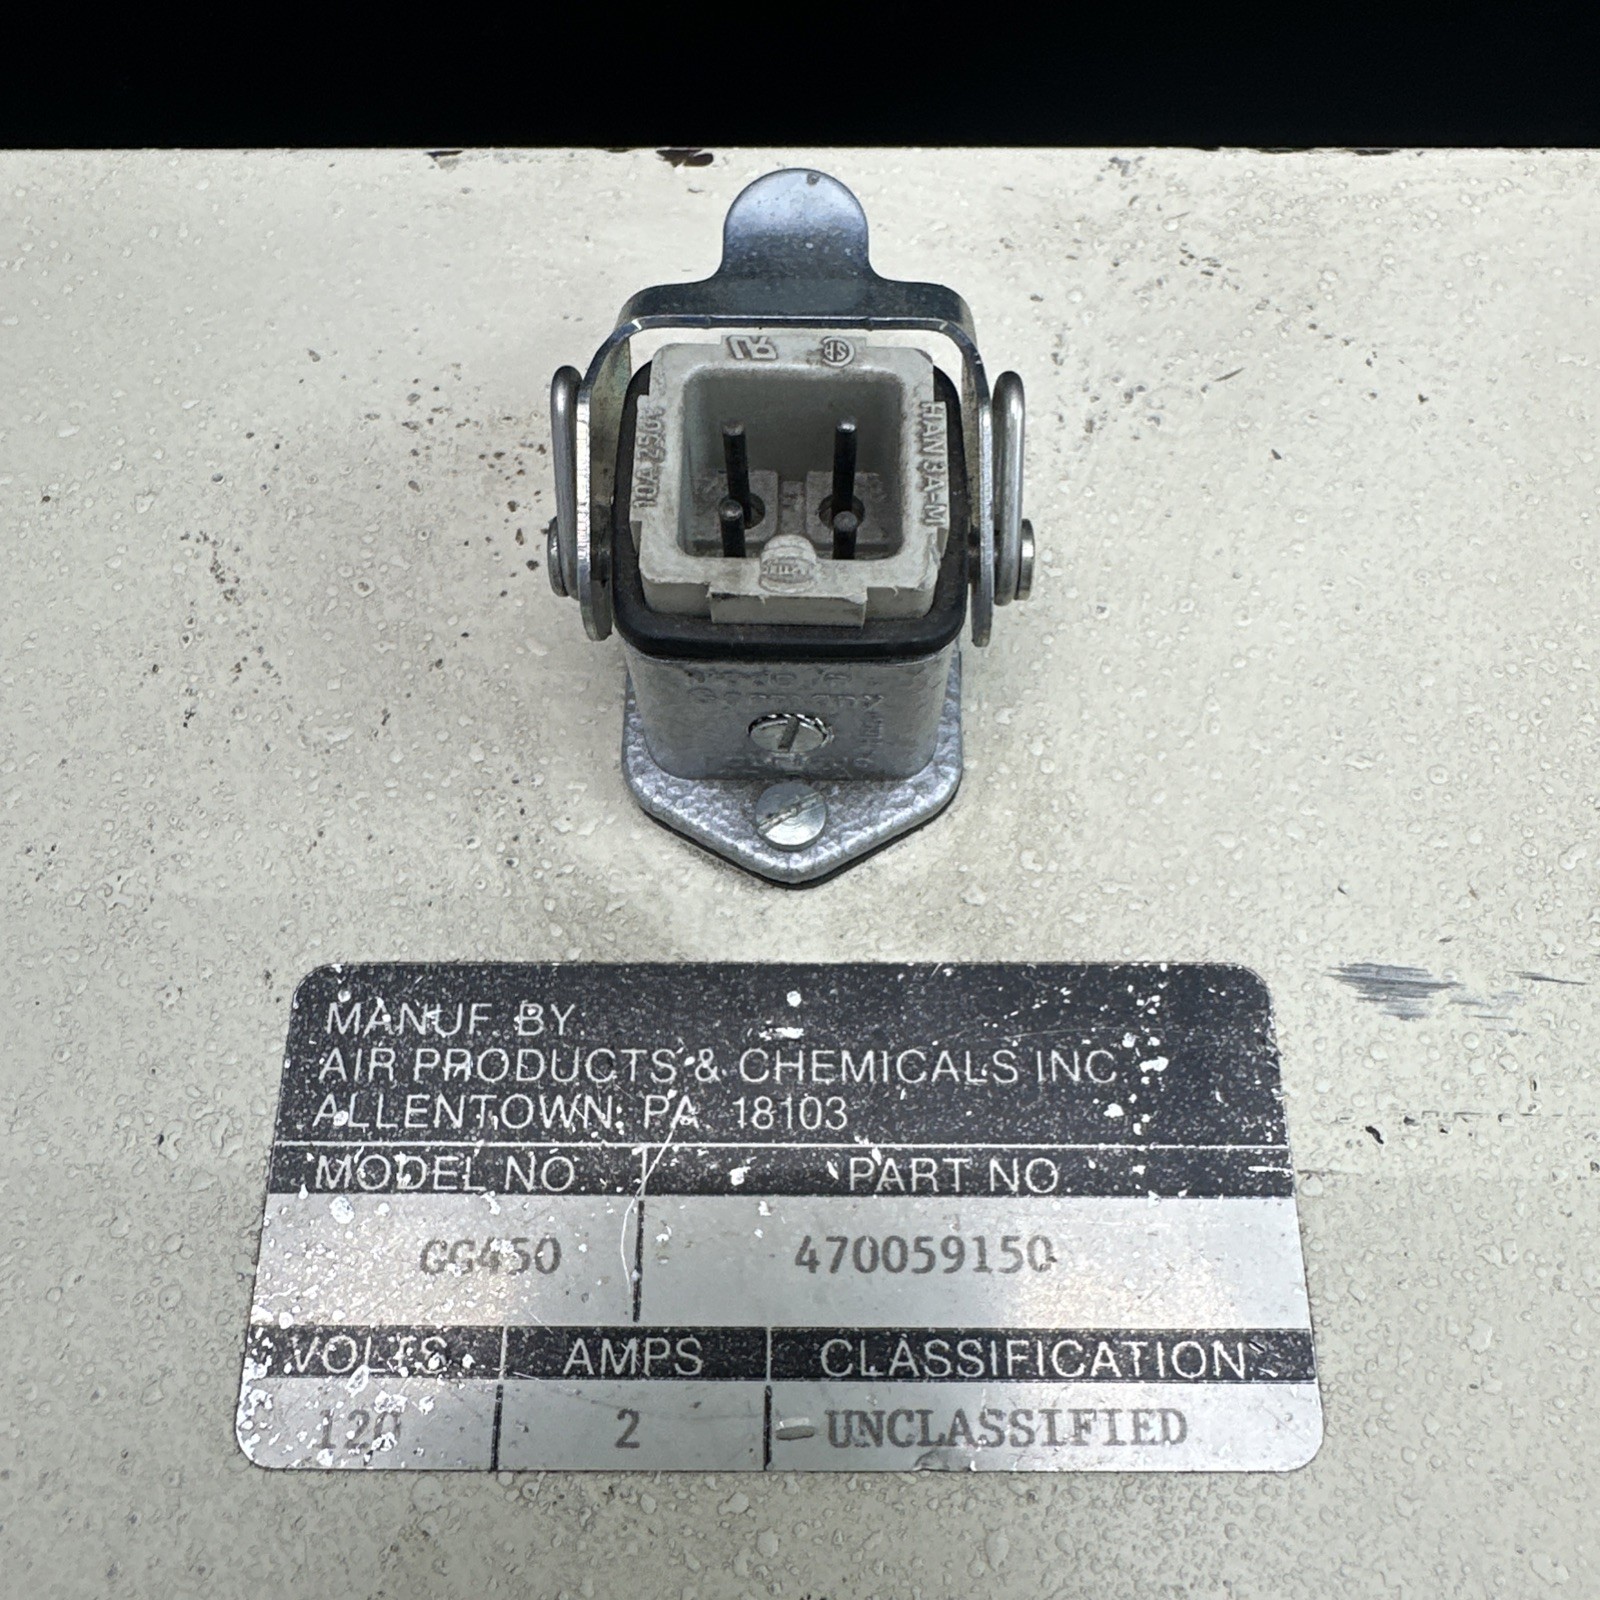 10A 250V
HAN 3A-M
Germany
MANUF. BY
AIR PRODUCTS & CHEMICALS INC
ALLENTOWN, PA. 18103
MODEL NO. PART NO.
GG450 470059150
VOLTS AMPS CLASSIFICATION
120 2 UNCLASSIFIED